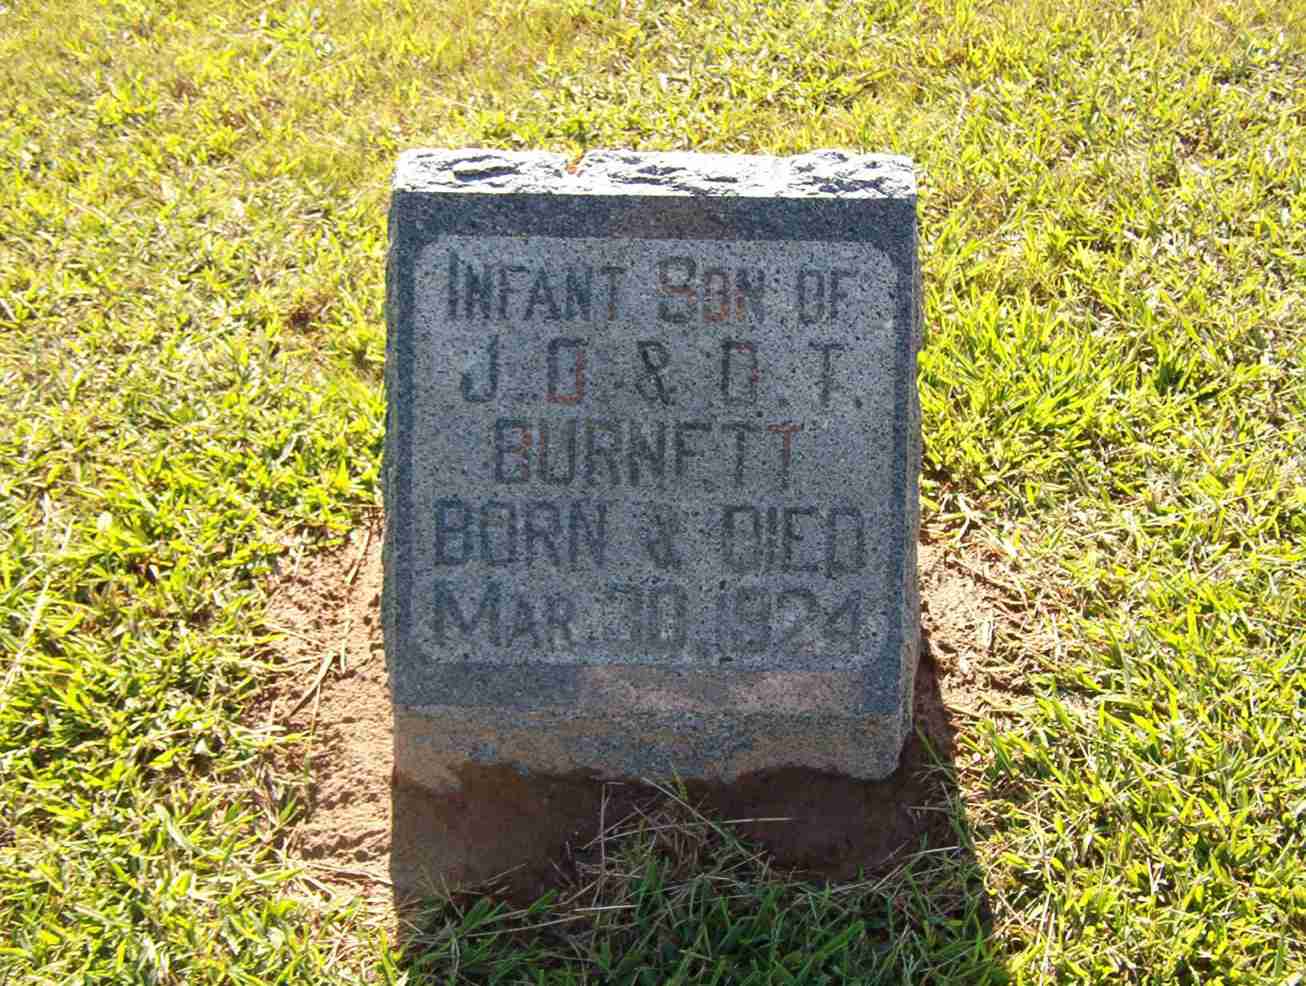 INFANT SON OF
J. O. & O. T.
BURNETT
BORN & DIED
MAR. 30, 1924